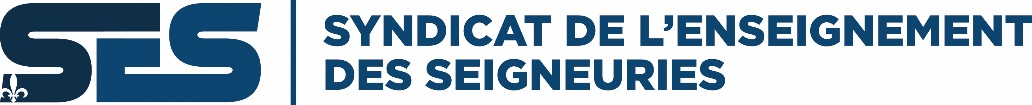 SES
SYNDICAT DE L’ENSEIGNEMENT
DES SEIGNEURIES